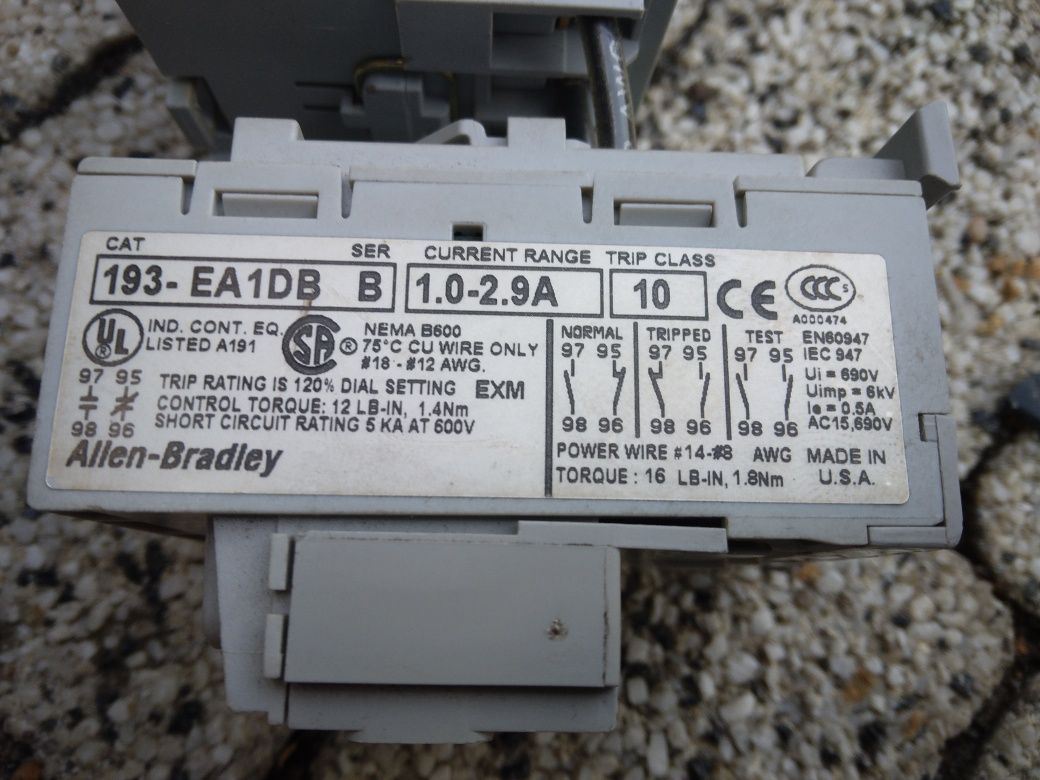 CAT SER CURRENT RANGE TRIP CLASS
193- EA1DB B 1.0-2.9A 10 CE CCC S
A000474
UL IND. CONT. EQ.
LISTED A191
SA ® NEMA B600
75°C CU WIRE ONLY
#18 - #12 AWG.
97 95
98 96
TRIP RATING IS 120% DIAL SETTING EXM
CONTROL TORQUE: 12 LB-IN, 1.4Nm
SHORT CIRCUIT RATING 5 KA AT 600V
Allen-Bradley
NORMAL TRIPPED TEST
97 95 97 95 97 95
98 96 98 96 98 96
EN60947
IEC 947
Ui = 690V
Uimp = 6kV
Ie = 0.5A
AC15,690V
POWER WIRE #14-#8 AWG
TORQUE : 16 LB-IN, 1.8Nm
MADE IN
U.S.A.